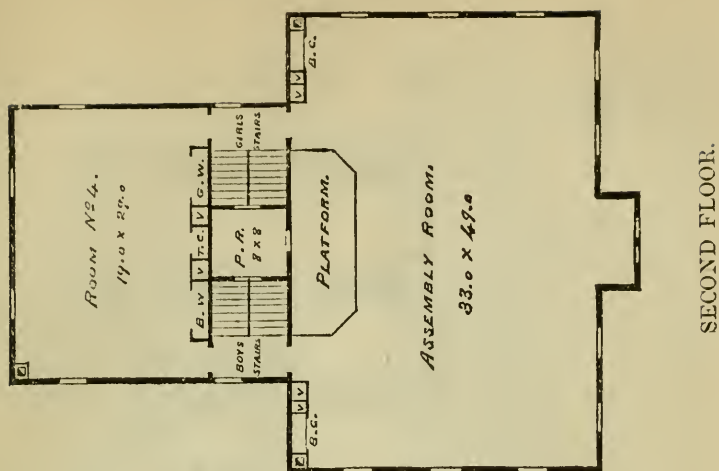 ROOM Nº 4.
19.0 x 29.0
B.W
V
T.C.
V
G.W.
BOYS
STAIRS
P.R.
8 x 8
GIRLS
STAIRS
B.C.
V
V
PLATFORM.
V
V
B.C.
ASSEMBLY ROOM.
33.0 x 49.0
SECOND FLOOR.